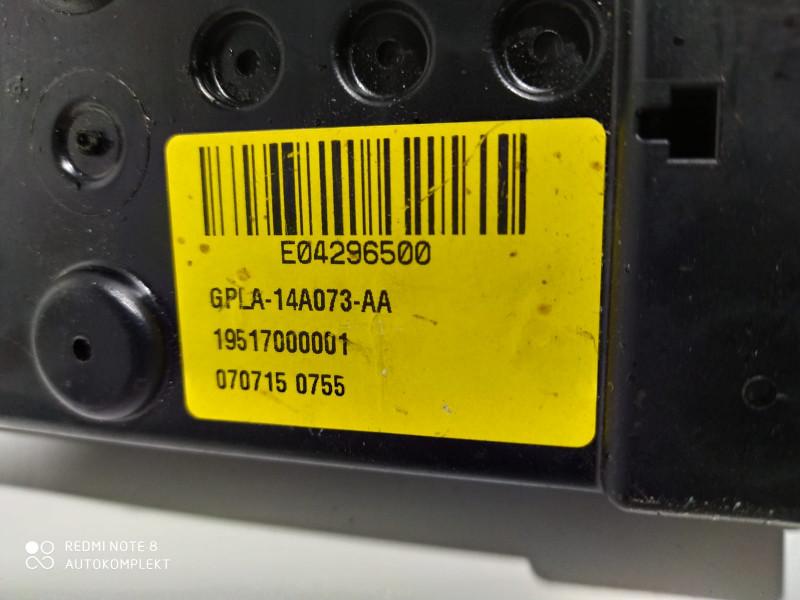 E04296500
GPLA-14A073-AA
19517000001
070715 0755
REDMI NOTE 8
AUTOKOMPLEKT